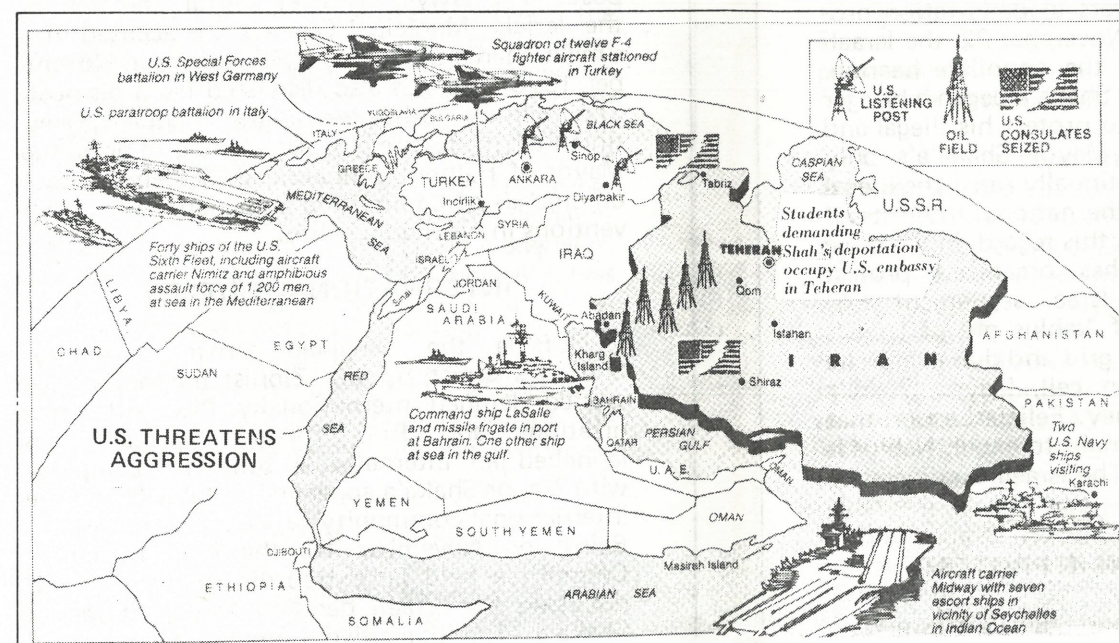 U.S. Special Forces
battalion in West Germany
U.S. paratroop battalion in Italy
Squadron of twelve F-4
fighter aircraft stationed
in Turkey
U.S.
LISTENING
POST
OIL
FIELD
U.S.
CONSULATES
SEIZED
YUGOSLAVIA
BULGARIA
ITALY
GREECE
BLACK SEA
Sinop
ANKARA
TURKEY
Diyarbakir
Incirlik
Tabriz
CASPIAN
SEA
U.S.S.R.
MEDITERRANEAN
SEA
SYRIA
LEBANON
ISRAEL
IRAQ
JORDAN
Sinai
Students
demanding
Shah's deportation
occupy U.S. embassy
in Teheran
TEHERAN
Qom
Isfahan
IRAN
Forty ships of the U.S.
Sixth Fleet, including aircraft
carrier Nimitz and amphibious
assault force of 1,200 men,
at sea in the Mediterranean
LIBYA
CHAD
EGYPT
SUDAN
RED
SEA
SAUDI
ARABIA
KUWAIT
Abadan
Kharg
Island
Shiraz
AFGHANISTAN
PAKISTAN
BAHRAIN
QATAR
PERSIAN
GULF
U.A.E.
OMAN
Command ship LaSalle
and missile frigate in port
at Bahrain. One other ship
at sea in the gulf.
U.S. THREATENS
AGGRESSION
Two
U.S. Navy
ships
visiting
Karachi
YEMEN
SOUTH YEMEN
OMAN
DJIBOUTI
ETHIOPIA
SOMALIA
Masirah Island
ARABIAN SEA
Aircraft carrier
Midway with seven
escort ships in
vicinity of Seychelles
in Indian Ocean